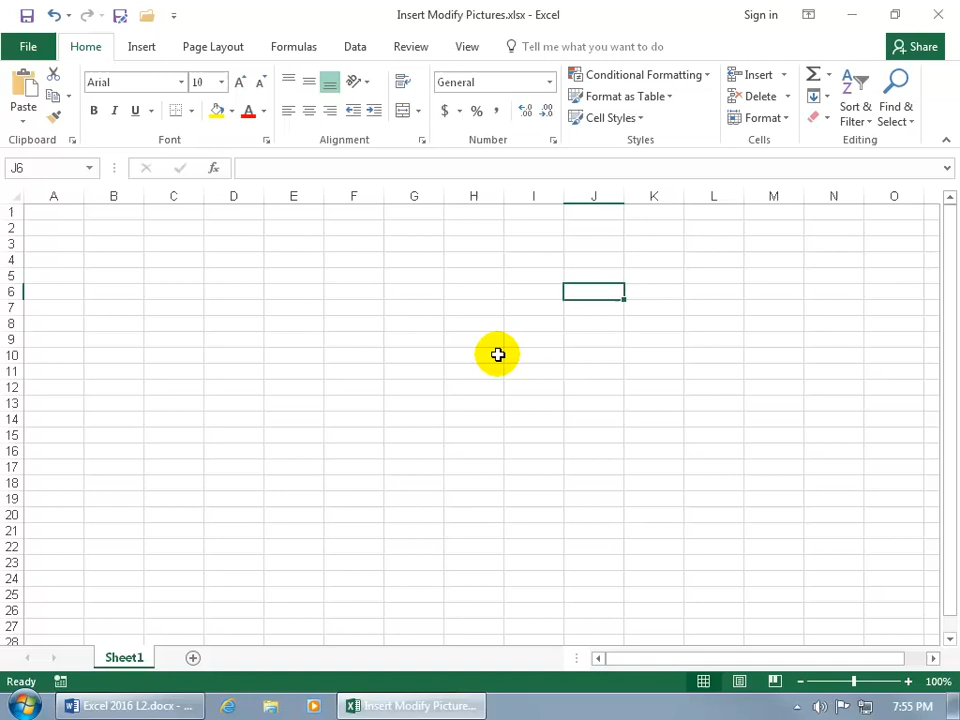 Insert Modify Pictures.xlsx - Excel
Sign in
File Home Insert Page Layout Formulas Data Review View Tell me what you want to do Share
Paste
Arial 10
B I U A
General
$ % ,
Conditional Formatting
Format as Table
Cell Styles
Insert
Delete
Format
Sort & Filter
Find & Select
Clipboard Font Alignment Number Styles Cells Editing
J6 fx
A B C D E F G H I J K L M N O
1
2
3
4
5
6
7
8
9
10
11
12
13
14
15
16
17
18
19
20
21
22
23
24
25
26
27
28
Sheet1
Ready 100%
Excel 2016 L2.docx - ... Insert Modify Picture... 7:55 PM